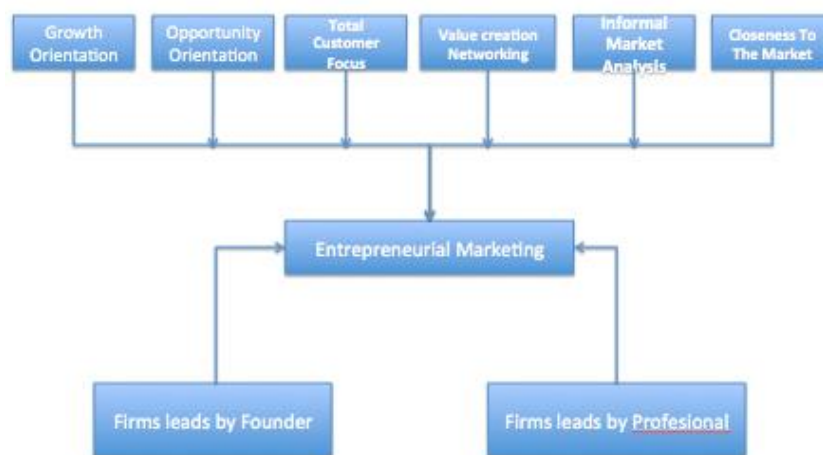 Growth
Orientation
Opportunity
Orientation
Total
Customer
Focus
Value creation
Networking
Informal
Market
Analysis
Closeness To
The Market
Entrepreneurial Marketing
Firms leads by Founder
Firms leads by Profesional